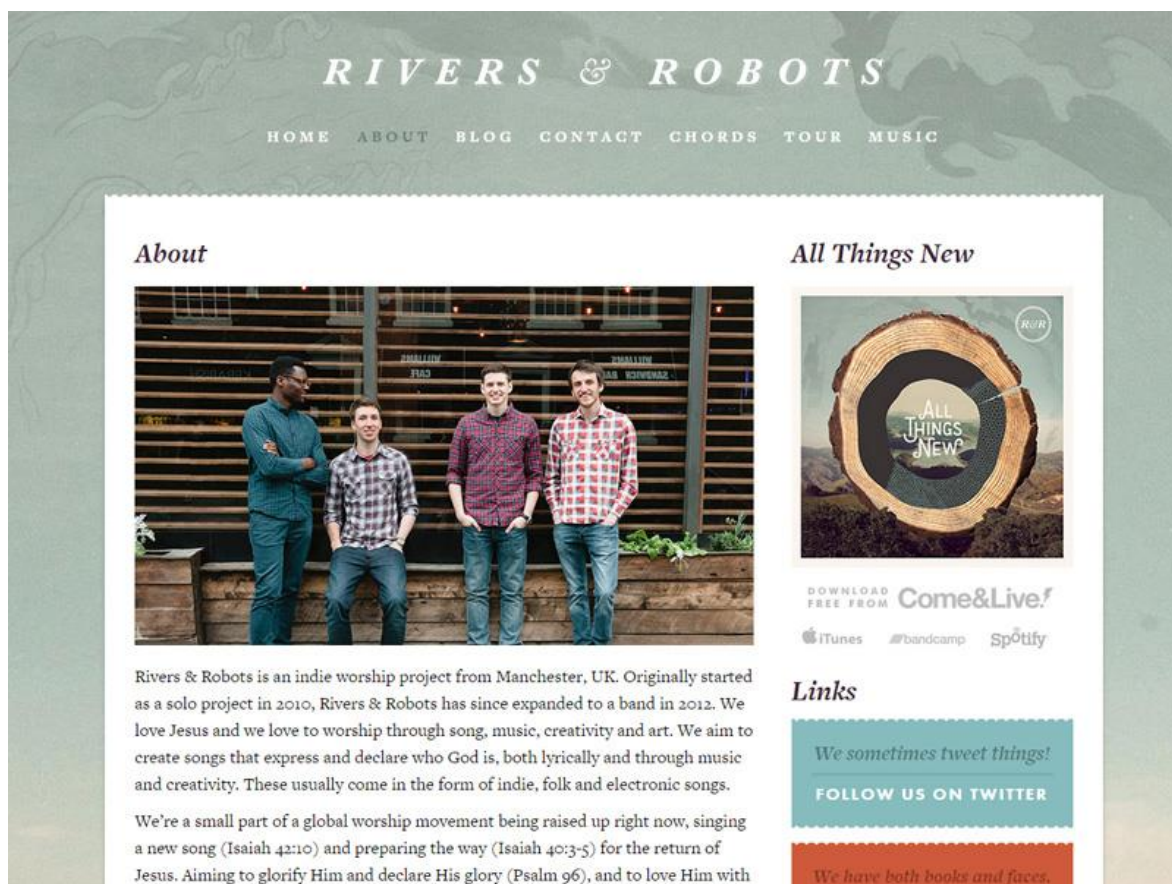 RIVERS & ROBOTS
HOME ABOUT BLOG CONTACT CHORDS TOUR MUSIC
About
WILLIAMS
CAFE
WILLIAMS
SANDWICH BAR
Rivers & Robots is an indie worship project from Manchester, UK. Originally started
as a solo project in 2010, Rivers & Robots has since expanded to a band in 2012. We
love Jesus and we love to worship through song, music, creativity and art. We aim to
create songs that express and declare who God is, both lyrically and through music
and creativity. These usually come in the form of indie, folk and electronic songs.
We’re a small part of a global worship movement being raised up right now, singing
a new song (Isaiah 42:10) and preparing the way (Isaiah 40:3-5) for the return of
Jesus. Aiming to glorify Him and declare His glory (Psalm 96), and to love Him with
All Things New
R&R
ALL
THINGS
NEW
DOWNLOAD
FREE FROM Come&Live!
iTunes bandcamp Spotify
Links
We sometimes tweet things!
FOLLOW US ON TWITTER
We have both books and faces.